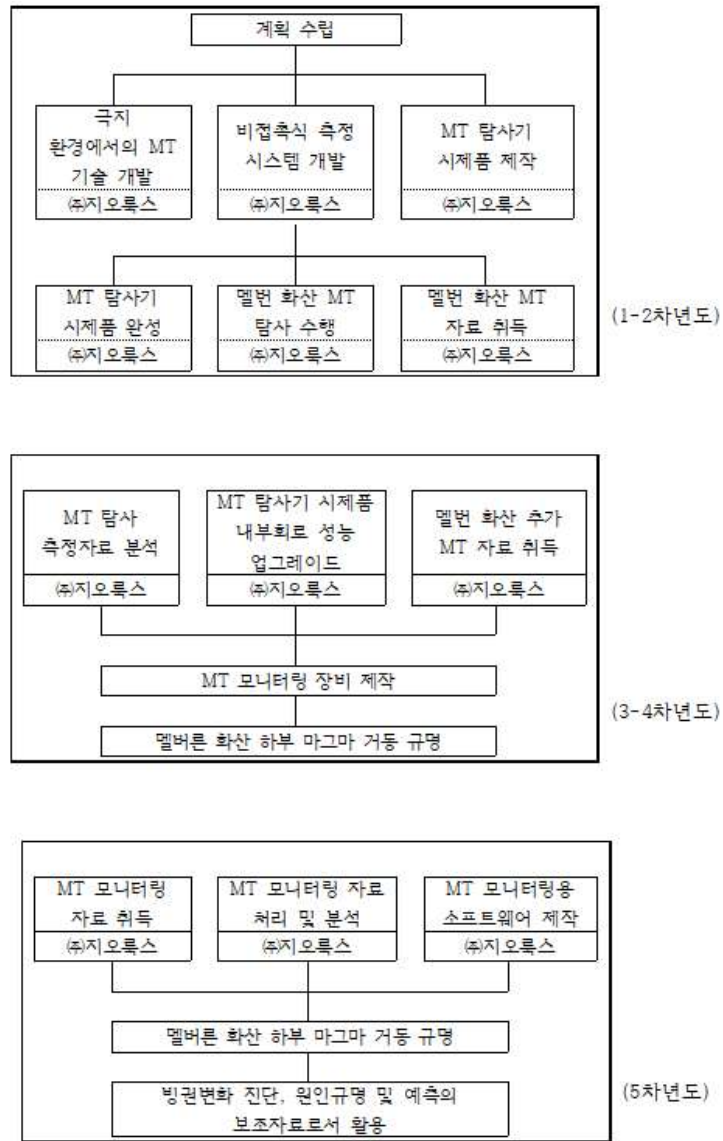 계획 수립
극지
환경에서의 MT
기술 개발
㈜지오룩스
비접촉식 측정
시스템 개발
㈜지오룩스
MT 탐사기
시제품 제작
㈜지오룩스
MT 탐사기
시제품 완성
㈜지오룩스
멜번 화산 MT
탐사 수행
㈜지오룩스
멜번 화산 MT
자료 취득
㈜지오룩스
(1-2차년도)
MT 탐사
측정자료 분석
㈜지오룩스
MT 탐사기 시제품
내부회로 성능
업그레이드
㈜지오룩스
멜번 화산 추가
MT 자료 취득
㈜지오룩스
MT 모니터링 장비 제작
멜버른 화산 하부 마그마 거동 규명
(3-4차년도)
MT 모니터링
자료 취득
㈜지오룩스
MT 모니터링 자료
처리 및 분석
㈜지오룩스
MT 모니터링용
소프트웨어 제작
㈜지오룩스
멜버른 화산 하부 마그마 거동 규명
빙권변화 진단, 원인규명 및 예측의
보조자료로서 활용
(5차년도)